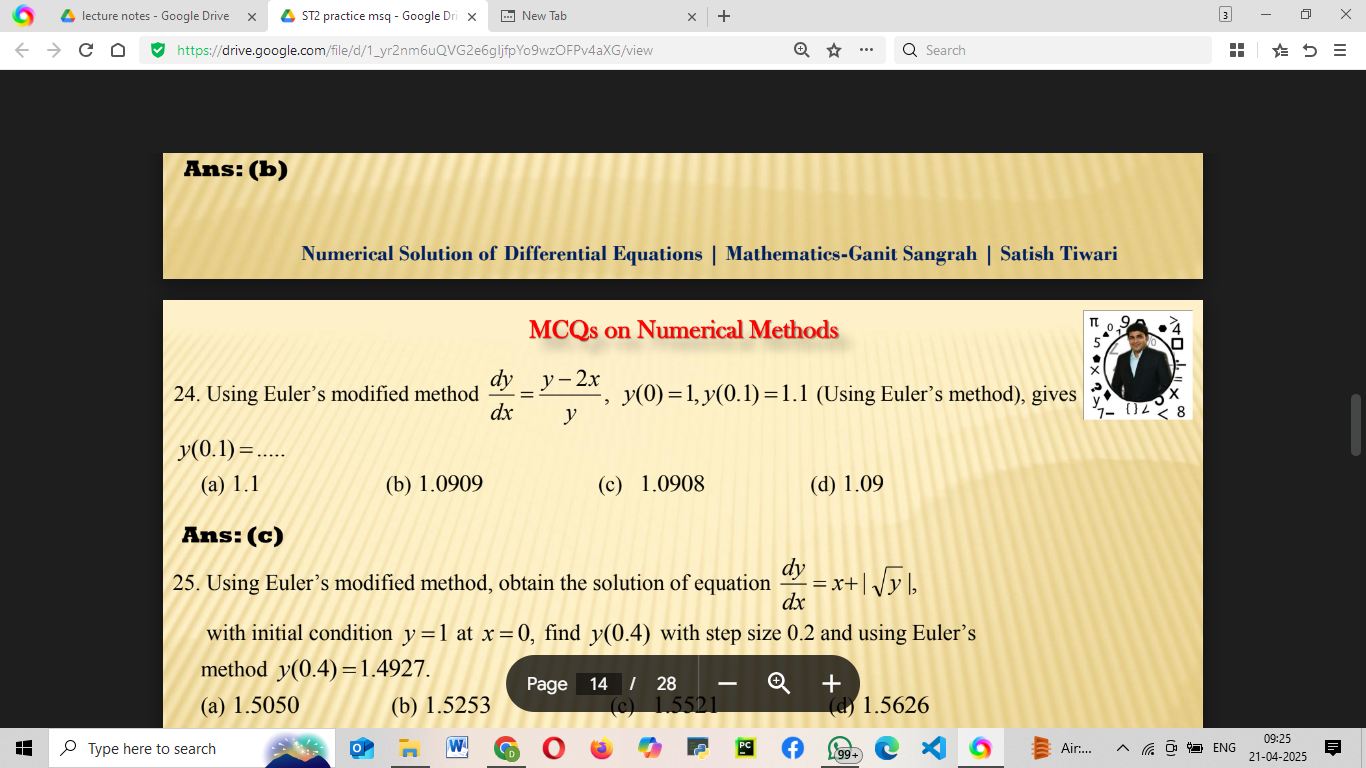 lecture notes - Google Drive
ST2 practice msq - Google Dri
New Tab
3
https://drive.google.com/file/d/1_yr2nm6uQVG2e6gIjfpYo9wzOFPv4aXG/view
Search
Ans: (b)
Numerical Solution of Differential Equations | Mathematics-Ganit Sangrah | Satish Tiwari
MCQs on Numerical Methods
24. Using Euler's modified method dy/dx = (y − 2x)/y, y(0) = 1, y(0.1) = 1.1 (Using Euler's method), gives
y(0.1) = .....
(a) 1.1 (b) 1.0909 (c) 1.0908 (d) 1.09
Ans: (c)
25. Using Euler's modified method, obtain the solution of equation dy/dx = x+ | √y |,
with initial condition y = 1 at x = 0, find y(0.4) with step size 0.2 and using Euler's
method y(0.4) = 1.4927.
(a) 1.5050 (b) 1.5253 (c) 1.5521 (d) 1.5626
Page 14 / 28
Type here to search
99+
Air:...
ENG
09:25
21-04-2025